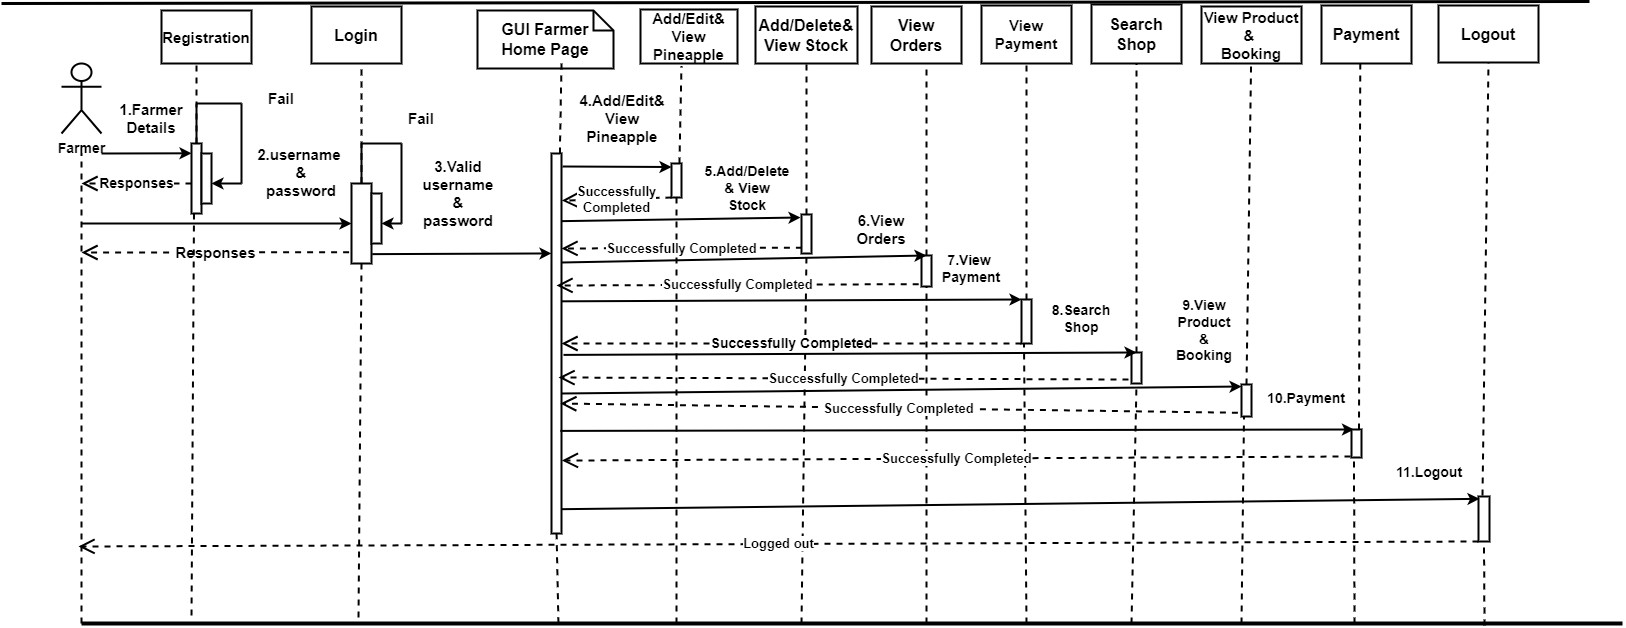 Registration
Login
GUI Farmer
Home Page
Add/Edit&
View
Pineapple
Add/Delete&
View Stock
View
Orders
View
Payment
Search
Shop
View Product
&
Booking
Payment
Logout
Farmer
1.Farmer
Details
Fail
Responses
2.username
&
password
Fail
3.Valid
username
&
password
Responses
4.Add/Edit&
View
Pineapple
Successfully
Completed
5.Add/Delete
& View
Stock
Successfully Completed
6.View
Orders
Successfully Completed
7.View
Payment
Successfully Completed
8.Search
Shop
Successfully Completed
9.View
Product
&
Booking
Successfully Completed
10.Payment
Successfully Completed
11.Logout
Logged out